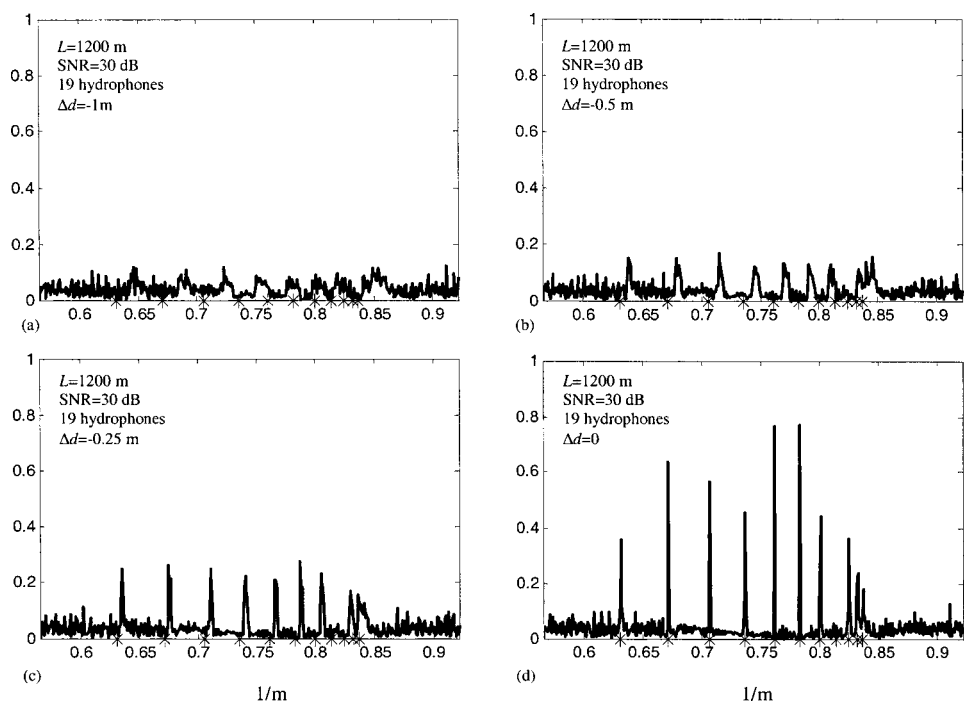 1
0.8
0.6
0.4
0.2
0
L=1200 m
SNR=30 dB
19 hydrophones
Δd=-1m
0.6
0.65
0.7
0.75
0.8
0.85
0.9
(a)
1
0.8
0.6
0.4
0.2
0
L=1200 m
SNR=30 dB
19 hydrophones
Δd=-0.5 m
0.6
0.65
0.7
0.75
0.8
0.85
0.9
(b)
1
0.8
0.6
0.4
0.2
0
L=1200 m
SNR=30 dB
19 hydrophones
Δd=-0.25 m
0.6
0.65
0.7
0.75
0.8
0.85
0.9
(c)
1/m
1
0.8
0.6
0.4
0.2
0
L=1200 m
SNR=30 dB
19 hydrophones
Δd=0
0.6
0.65
0.7
0.75
0.8
0.85
0.9
(d)
1/m